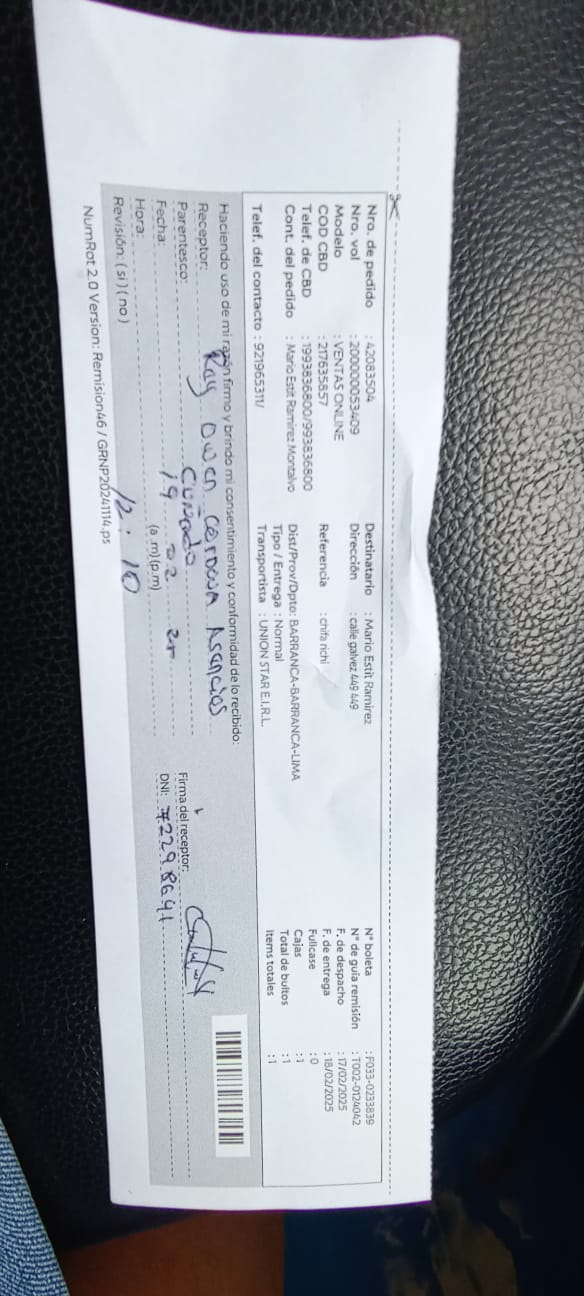 Nro. de pedido : 42083504
Nro. vol : 200000053409
Modelo : VENTAS ONLINE
COD CBD : 217635857
Telef. de CBD : 1993836800/993836800
Cont. del pedido : Mario Estit Ramirez Montalvo
Telef. del contacto : 921965311/
Destinatario : Mario Estit Ramirez
Dirección : calle galvez 449 449
Referencia : chifa richi
Dist/Prov/Dpto: BARRANCA-BARRANCA-LIMA
Tipo / Entrega : Normal
Transportista : UNION STAR E.I.R.L.
N° boleta : F033-0233839
N° de guía remisión : T002-0124042
F. de despacho : 17/02/2025
F. de entrega : 18/02/2025
Fullcase : 0
Cajas : 1
Total de bultos : 1
Items totales : 1
Haciendo uso de mi razón firmo y brindo mi consentimiento y conformidad de lo recibido:
Receptor: Ray Owen Cordova Asencios
Parentesco: Cuñado
Fecha: 19 02 25
Hora: 12:10 (a.m)(p.m)
Revisión: (si) (no)
Firma del receptor:
DNI: 72298641
NumRot 2.0 Version: Remision46 / GRNP20241114.ps